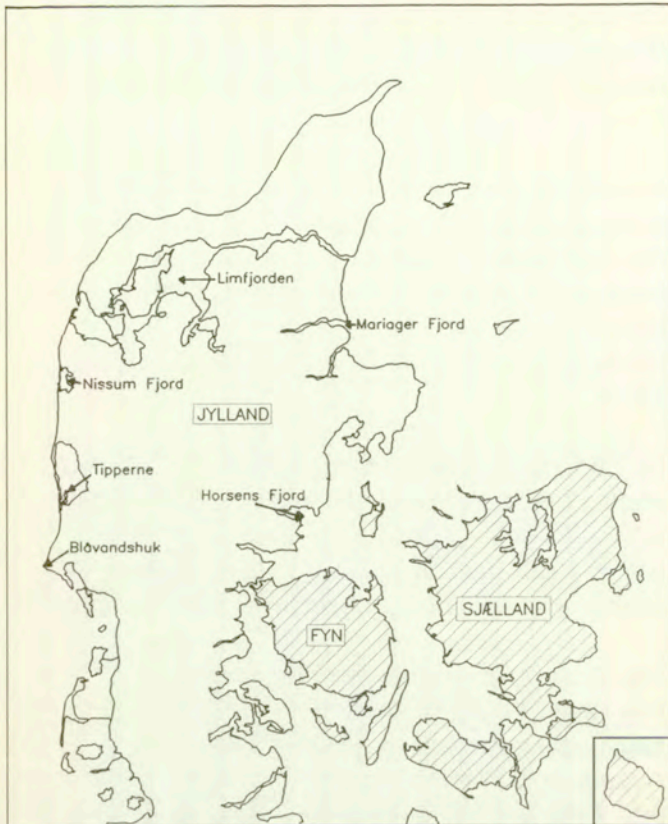 Limfjorden
Mariager Fjord
Nissum Fjord
JYLLAND
Tipperne
Horsens Fjord
Blåvandshuk
SJÆLLAND
FYN